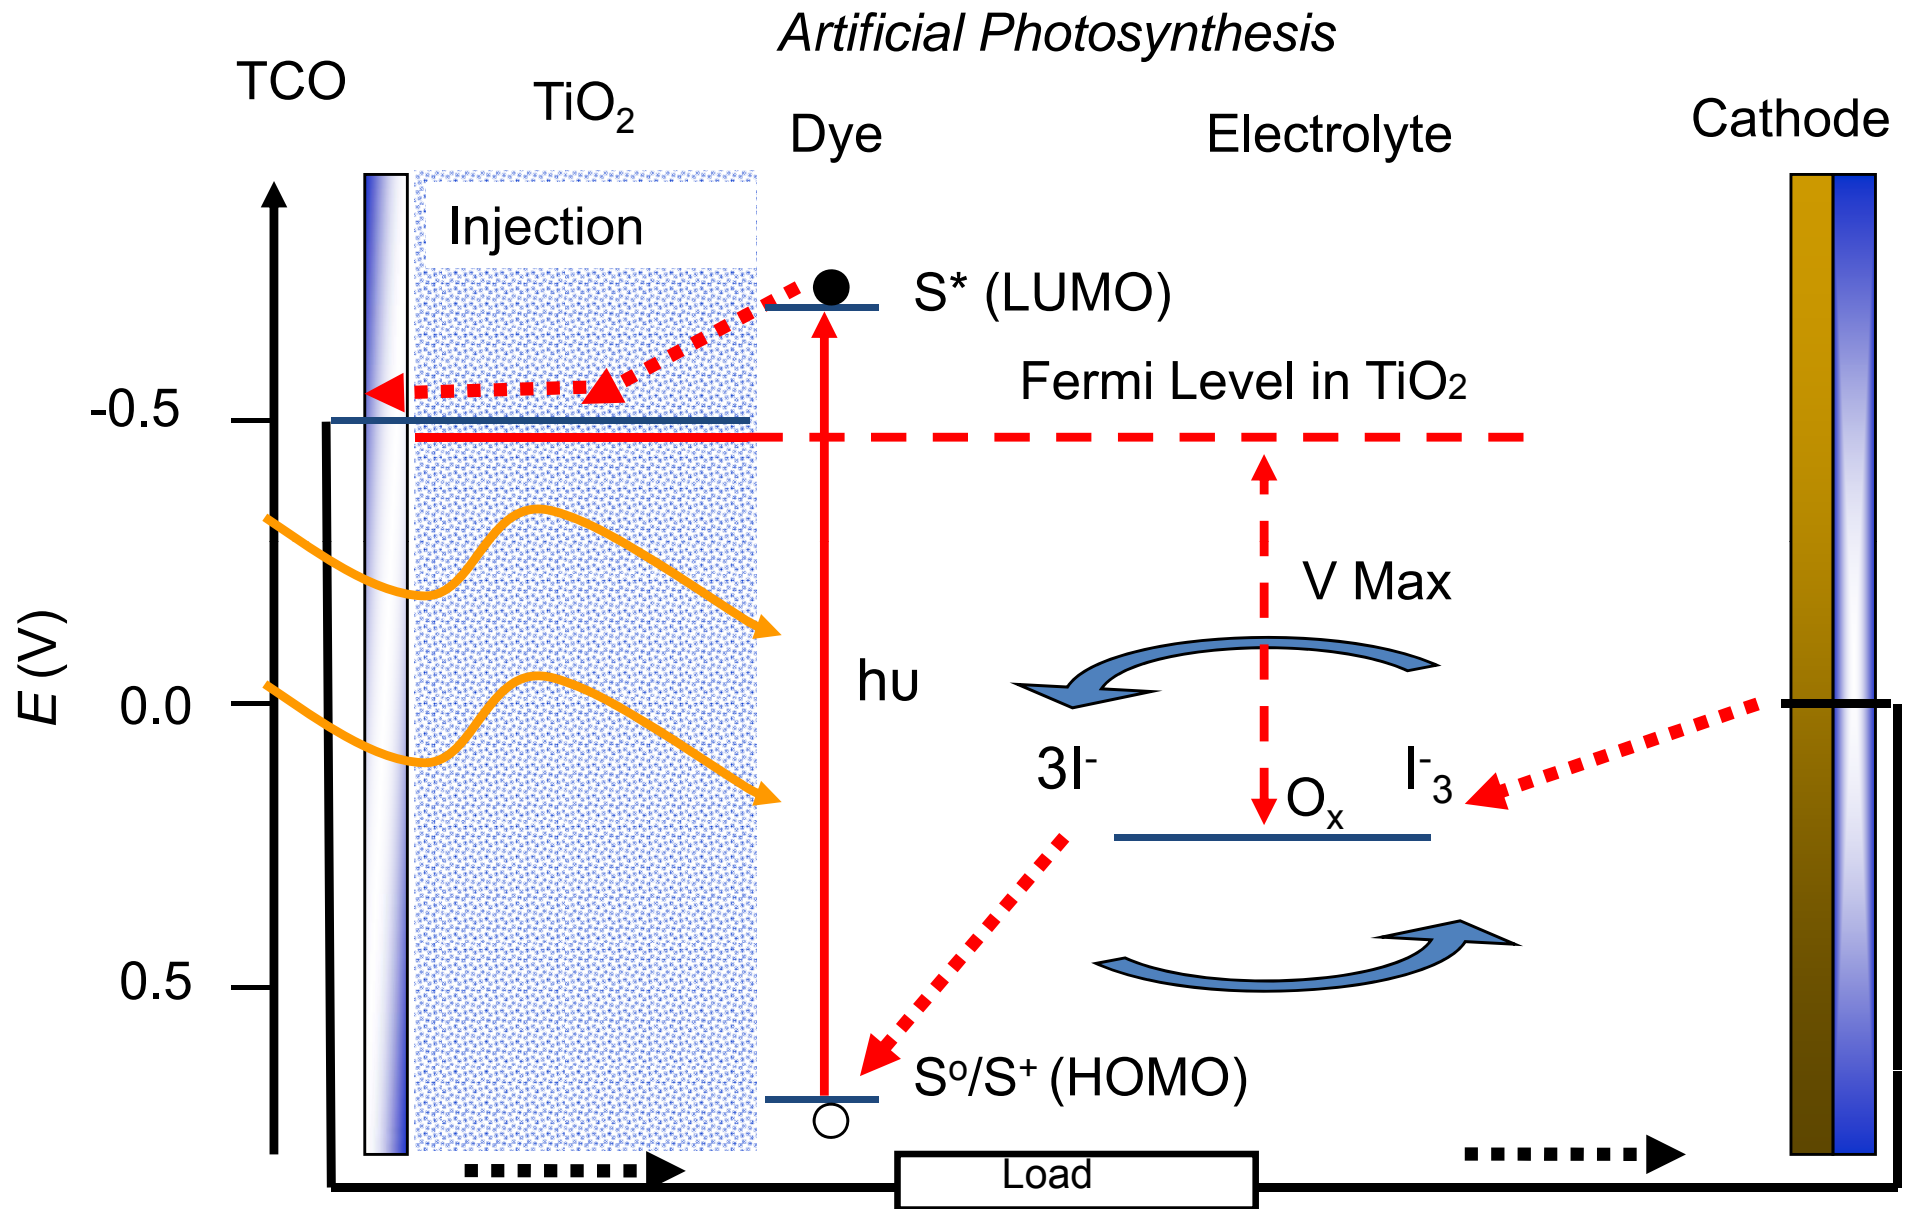 Artificial Photosynthesis
TCO
TiO₂
Dye
Electrolyte
Cathode
Injection
S* (LUMO)
Fermi Level in TiO₂
-0.5
V Max
E (V)
0.0
hυ
3I⁻
I⁻₃
Oₓ
0.5
Sº/S⁺ (HOMO)
Load